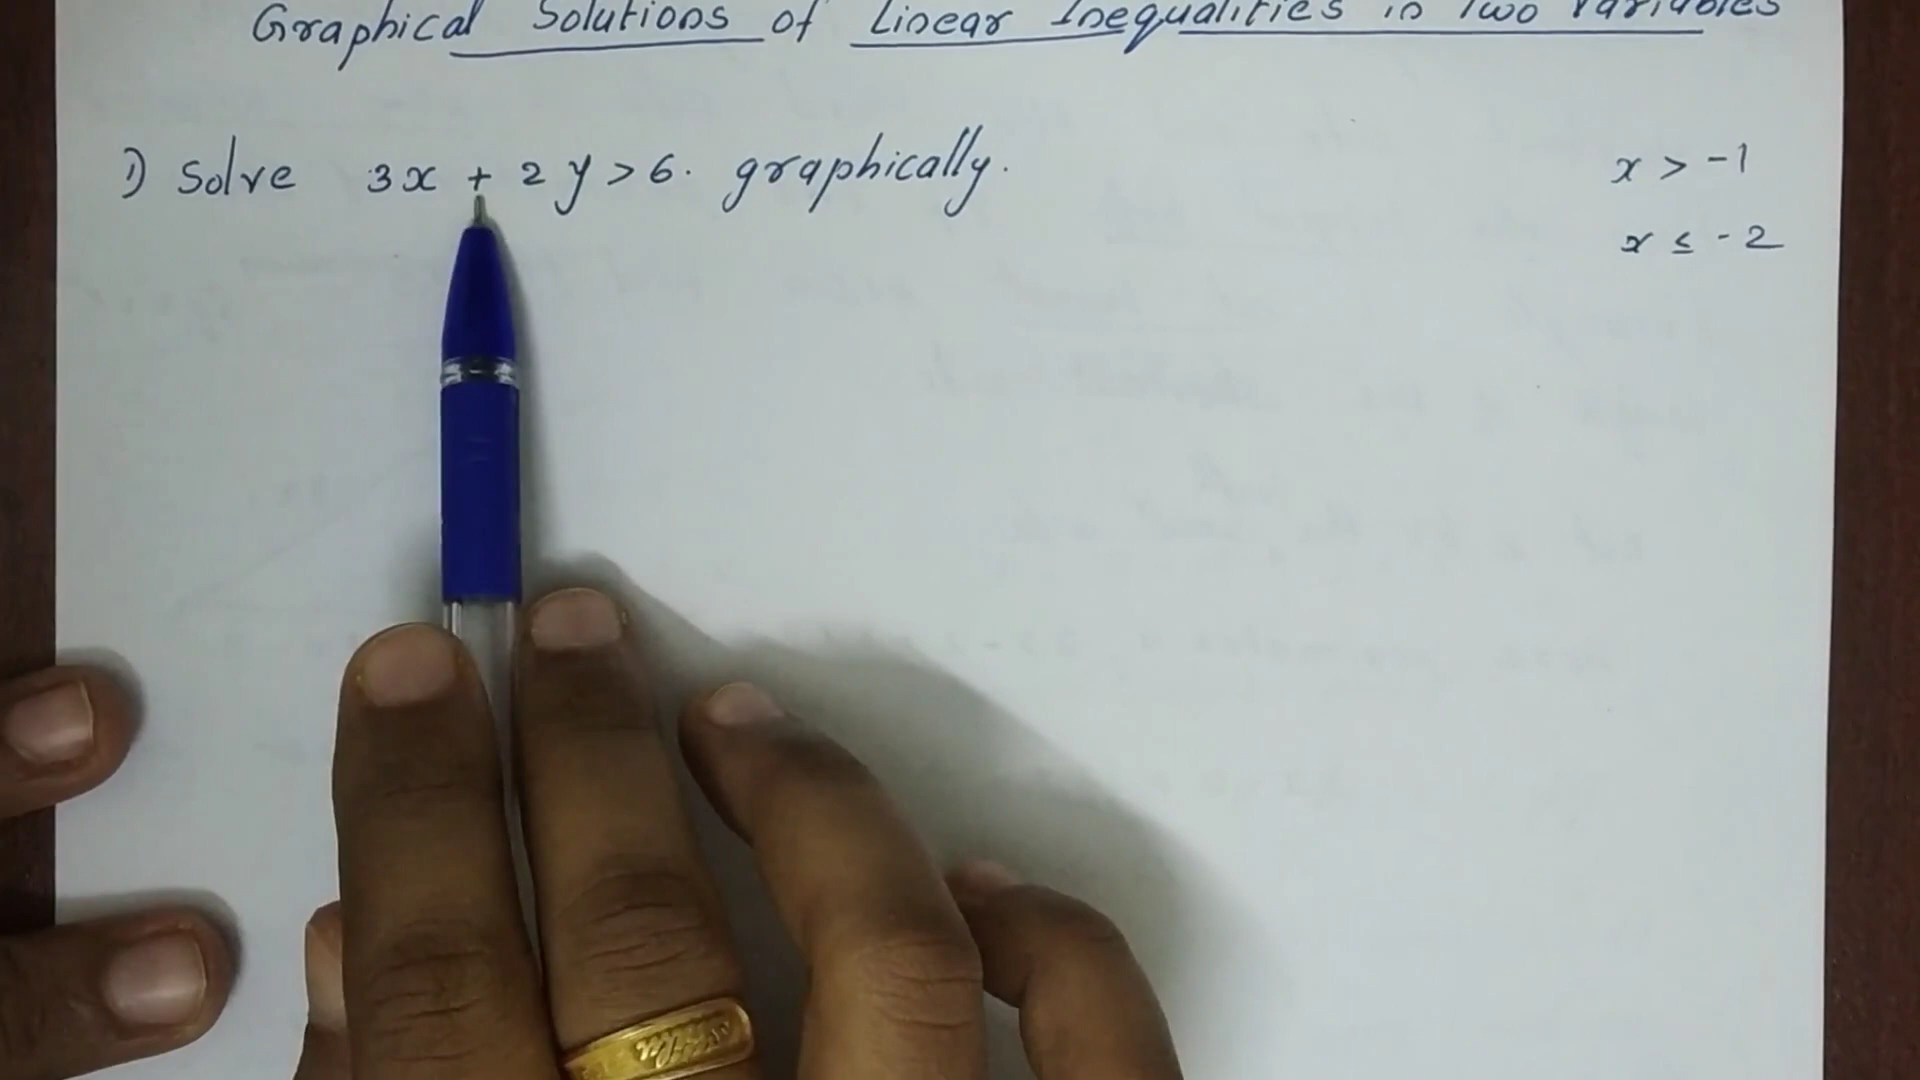 Graphical Solutions of Linear Inequalities in Two Variables
1) Solve 3x + 2y > 6. graphically.
x > -1
x ≤ -2